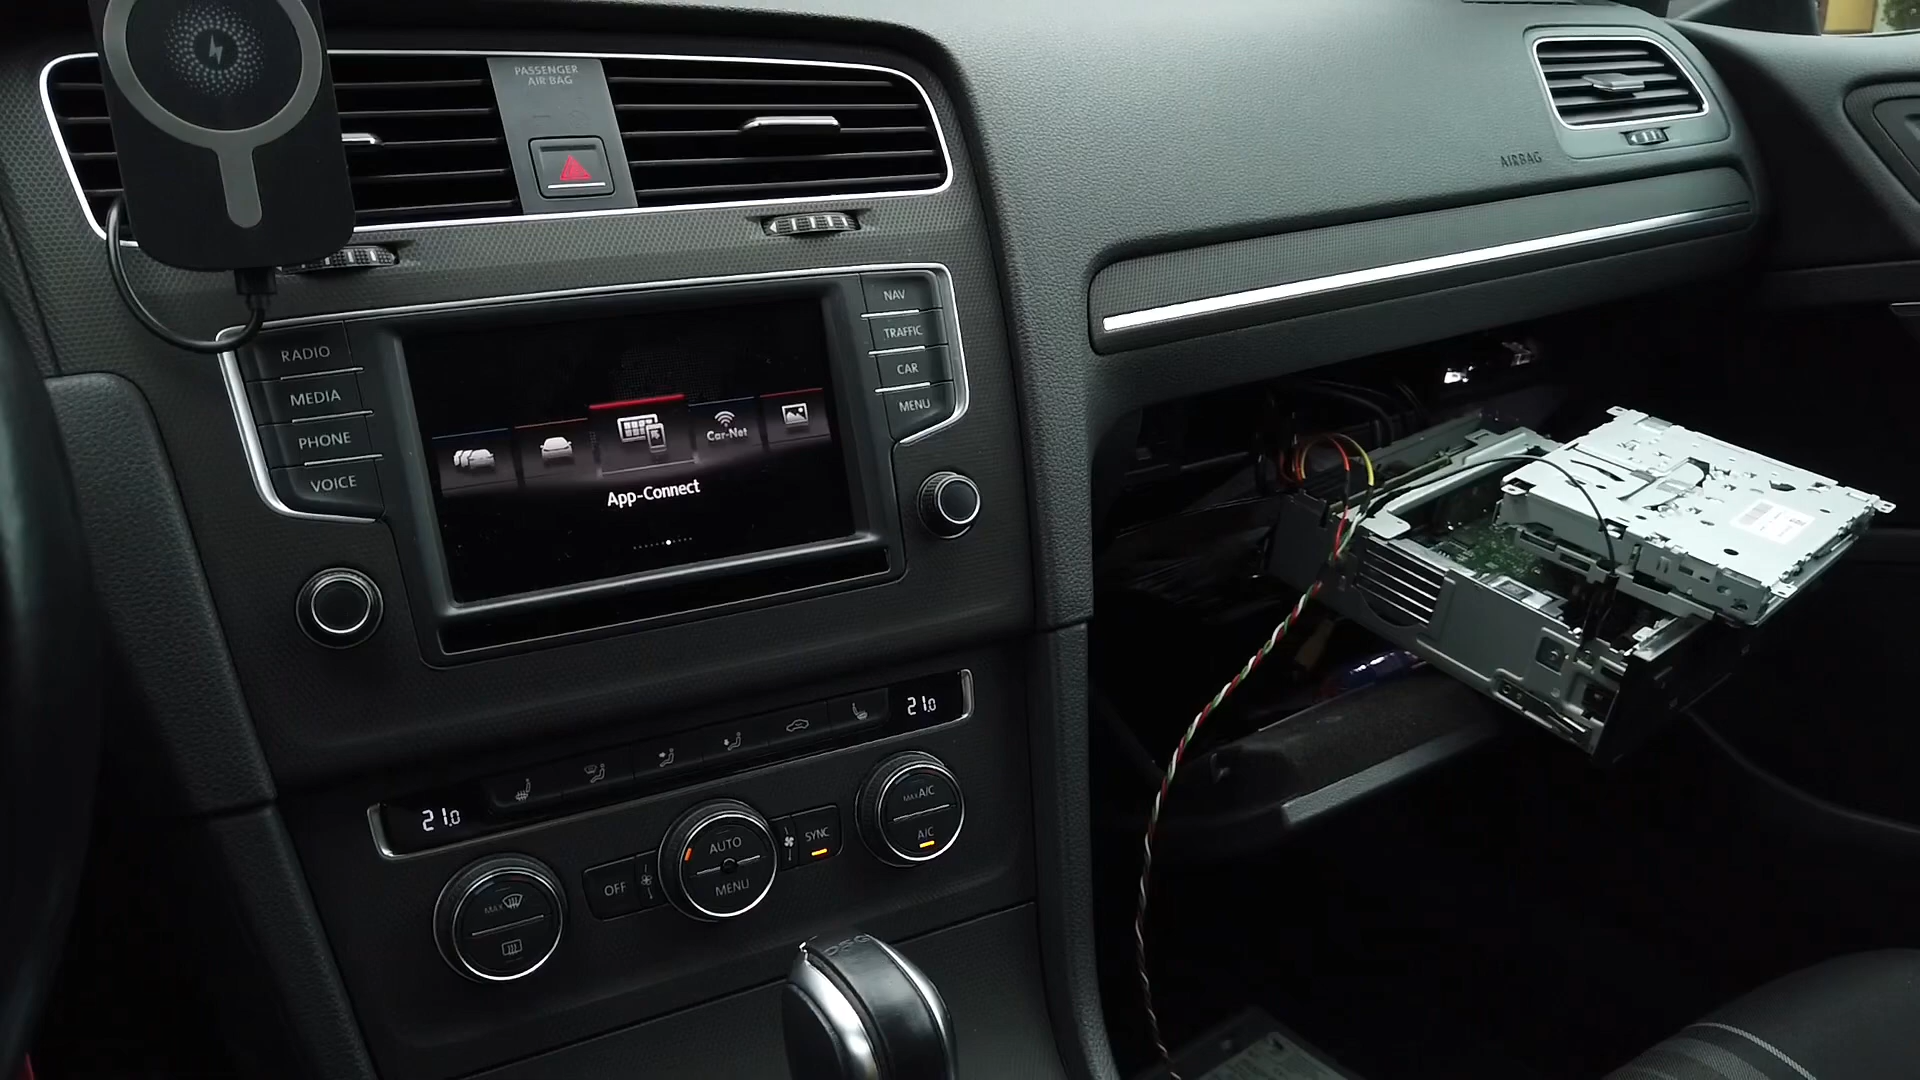 PASSENGER
AIR BAG
AIRBAG
RADIO
MEDIA
PHONE
VOICE
NAV
TRAFFIC
CAR
MENU
Car-Net
App-Connect
21.0
21.0
AUTO
MENU
OFF
SYNC
MAX A/C
A/C
MAX
DSG